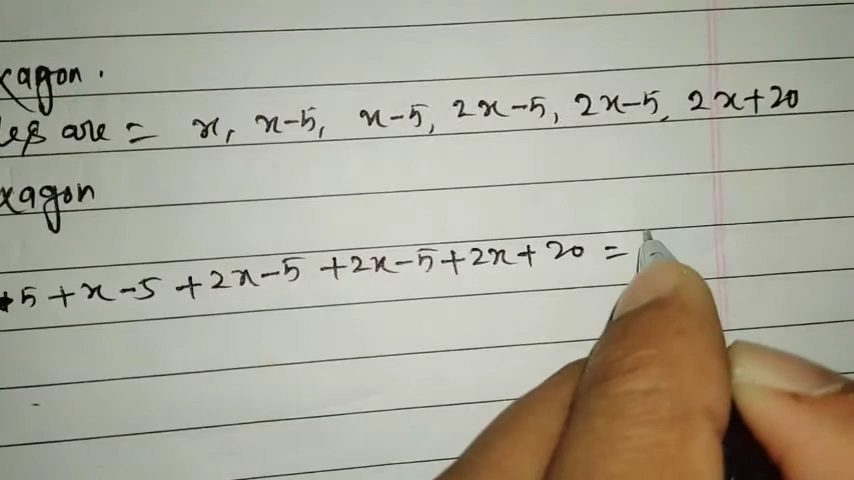 xagon.
les are = x, x-5, x-5, 2x-5, 2x-5, 2x+20
xagon
5 + x - 5 + 2x - 5 + 2x - 5 + 2x + 20 =